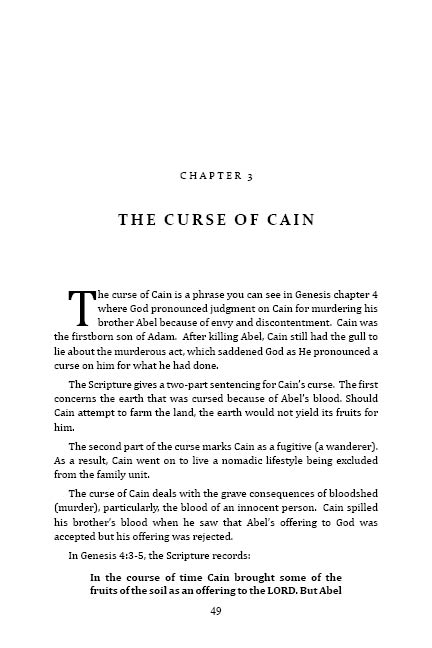 CHAPTER 3
THE CURSE OF CAIN
The curse of Cain is a phrase you can see in Genesis chapter 4
where God pronounced judgment on Cain for murdering his
brother Abel because of envy and discontentment. Cain was
the firstborn son of Adam. After killing Abel, Cain still had the gull to
lie about the murderous act, which saddened God as He pronounced a
curse on him for what he had done.
The Scripture gives a two-part sentencing for Cain's curse. The first
concerns the earth that was cursed because of Abel's blood. Should
Cain attempt to farm the land, the earth would not yield its fruits for
him.
The second part of the curse marks Cain as a fugitive (a wanderer).
As a result, Cain went on to live a nomadic lifestyle being excluded
from the family unit.
The curse of Cain deals with the grave consequences of bloodshed
(murder), particularly, the blood of an innocent person. Cain spilled
his brother's blood when he saw that Abel's offering to God was
accepted but his offering was rejected.
In Genesis 4:3-5, the Scripture records:
In the course of time Cain brought some of the
fruits of the soil as an offering to the LORD. But Abel
49